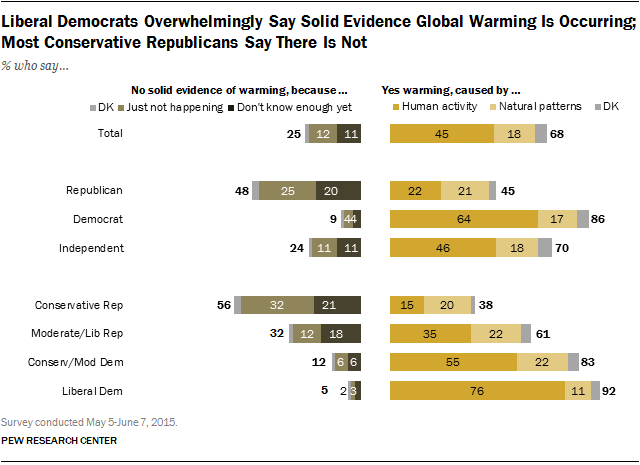 Liberal Democrats Overwhelmingly Say Solid Evidence Global Warming Is Occurring;
Most Conservative Republicans Say There Is Not
% who say...
No solid evidence of warming, because ... Yes warming, caused by ...
DK Just not happening Don't know enough yet Human activity Natural patterns DK
Total 25 12 11 45 18 68
Republican 48 25 20 22 21 45
Democrat 9 4 4 64 17 86
Independent 24 11 11 46 18 70
Conservative Rep 56 32 21 15 20 38
Moderate/Lib Rep 32 12 18 35 22 61
Conserv/Mod Dem 12 6 6 55 22 83
Liberal Dem 5 2 3 76 11 92
Survey conducted May 5-June 7, 2015.
PEW RESEARCH CENTER